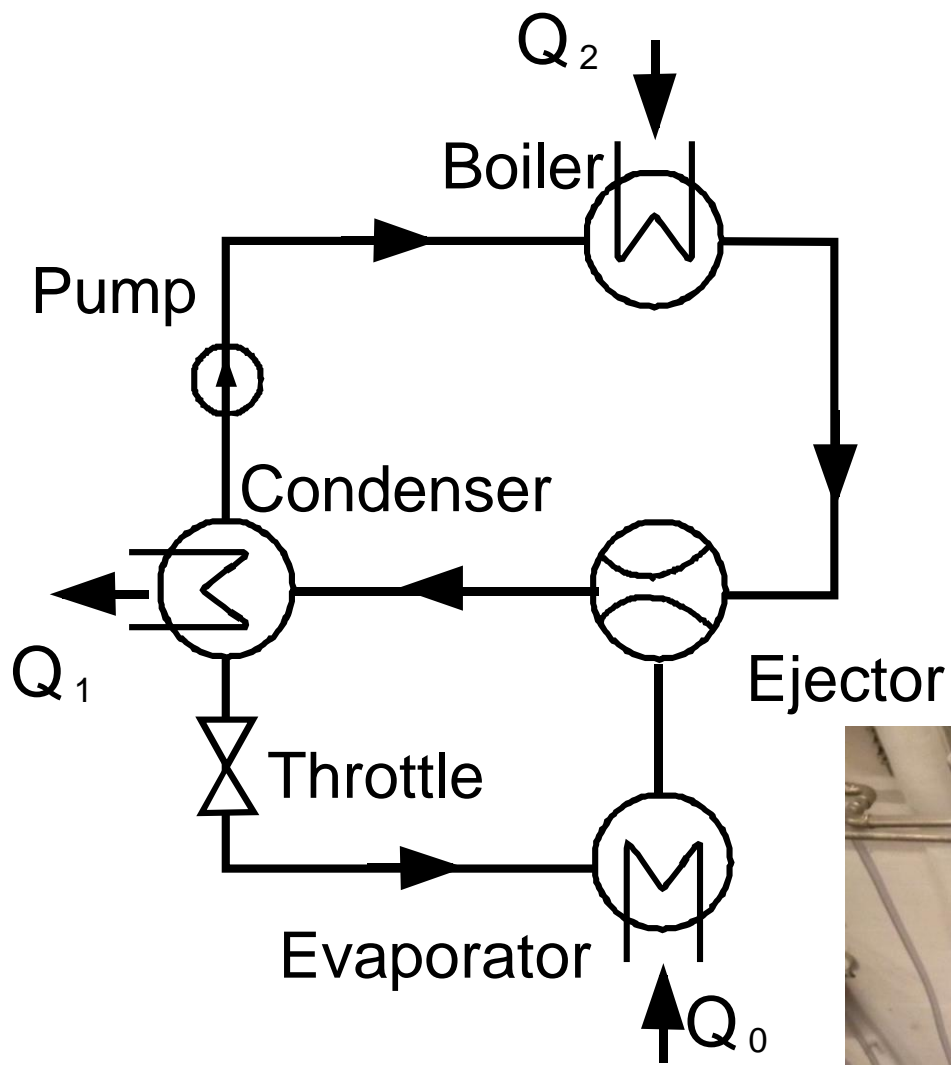 Q2
Boiler
Pump
Condenser
Q1
Ejector
Throttle
Evaporator
Q0